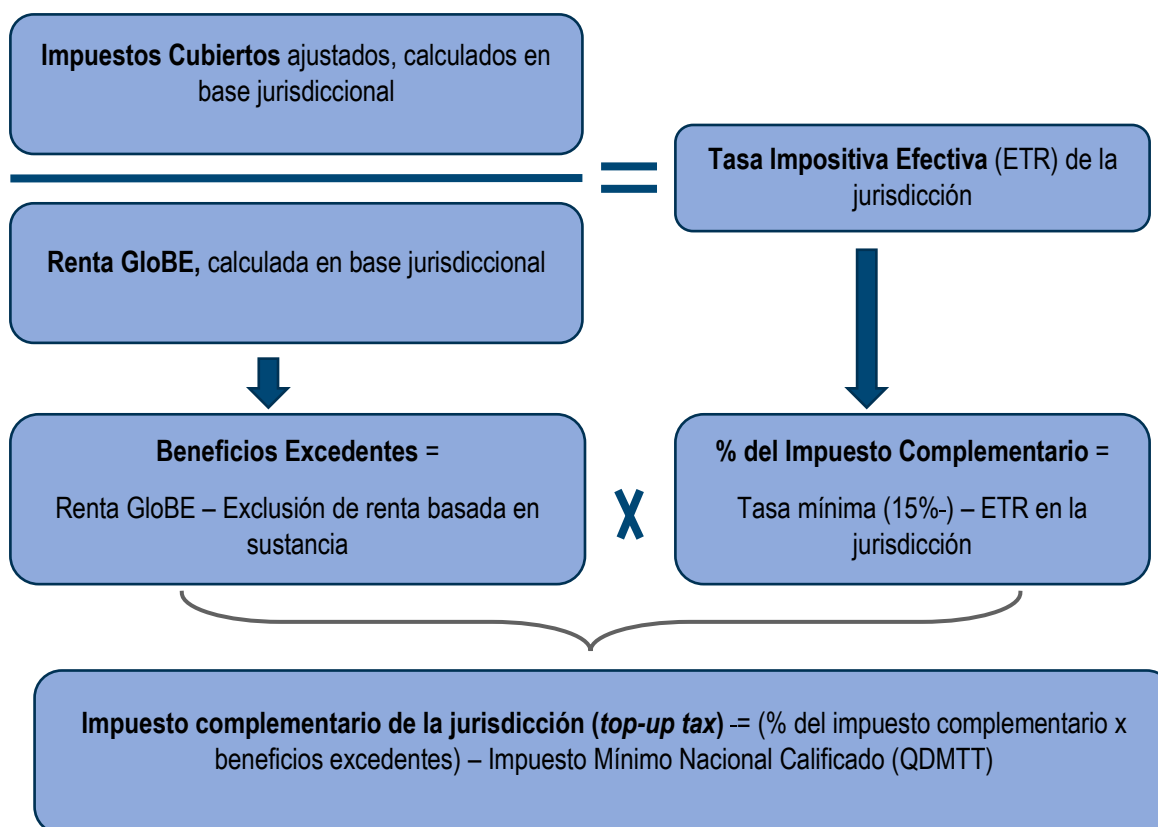 Impuestos Cubiertos ajustados, calculados en
base jurisdiccional
Tasa Impositiva Efectiva (ETR) de la
jurisdicción
Renta GloBE, calculada en base jurisdiccional
Beneficios Excedentes =
Renta GloBE – Exclusión de renta basada en
sustancia
% del Impuesto Complementario =
Tasa mínima (15%-) – ETR en la
jurisdicción
Impuesto complementario de la jurisdicción (top-up tax) -= (% del impuesto complementario x
beneficios excedentes) – Impuesto Mínimo Nacional Calificado (QDMTT)